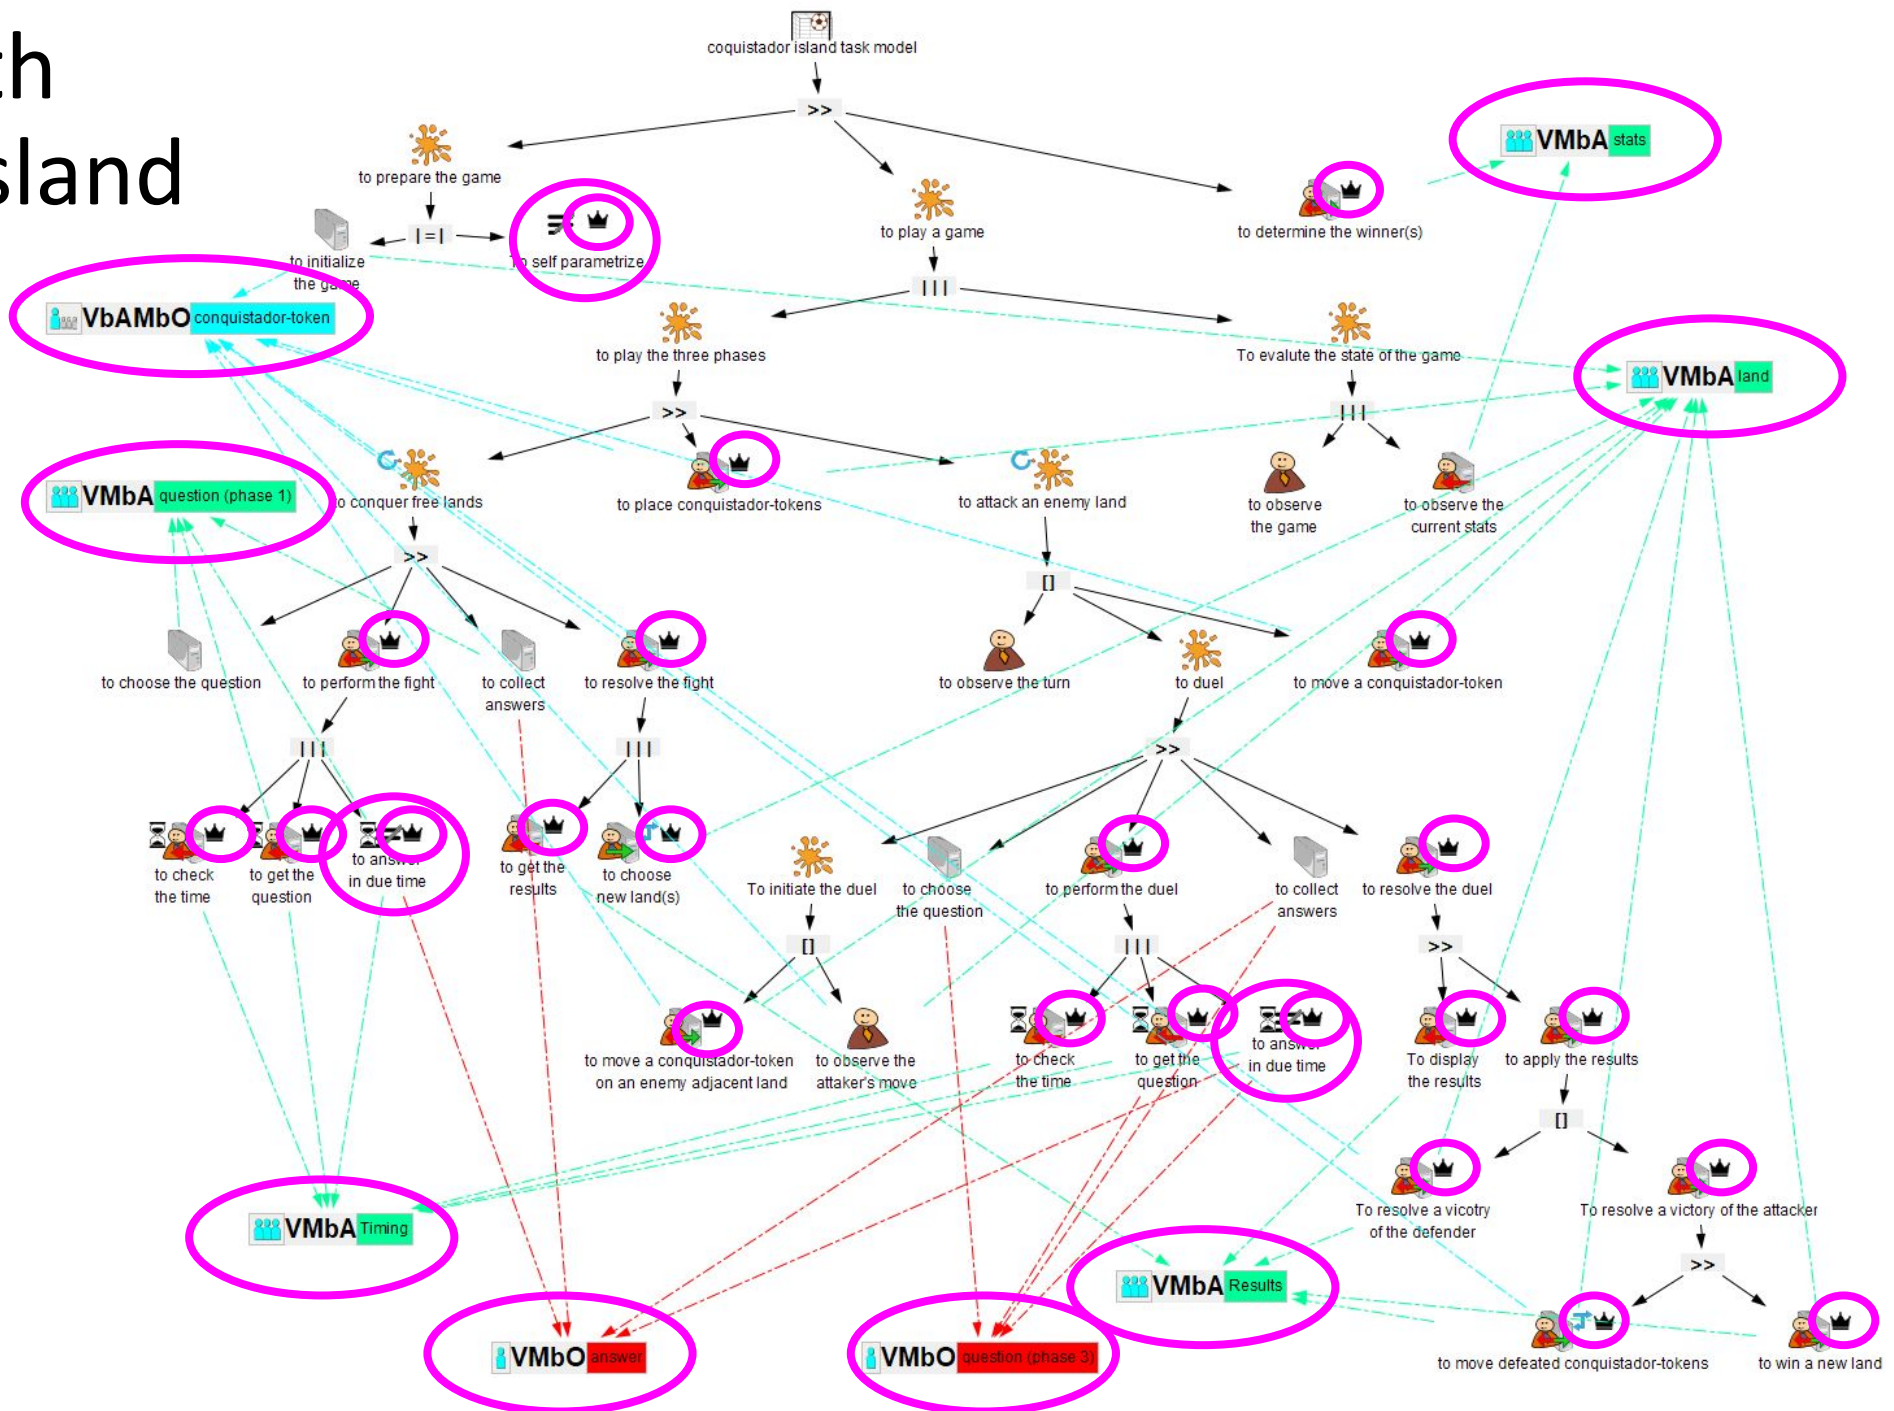 th
sland
coquistador island task model
>>
to prepare the game
|=|
to initialize
the game
To self parametrize
to play a game
|||
to determine the winner(s)
VMbA stats
VbAMbO conquistador-token
to play the three phases
>>
To evalute the state of the game
|||
VMbA land
VMbA question (phase 1)
to conquer free lands
>>
to place conquistador-tokens
to attack an enemy land
[]
to observe
the game
to observe the
current stats
to choose the question
to perform the fight
|||
to collect
answers
to resolve the fight
|||
to observe the turn
to duel
>>
to move a conquistador-token
to check
the time
to get the
question
to answer
in due time
to get the
results
to choose
new land(s)
To initiate the duel
[]
to choose
the question
to perform the duel
|||
to collect
answers
to resolve the duel
>>
to move a conquistador-token
on an enemy adjacent land
to observe the
attaker's move
to check
the time
to get the
question
to answer
in due time
To display
the results
to apply the results
[]
To resolve a vicotry
of the defender
To resolve a victory of the attacker
>>
VMbA Timing
VMbA Results
VMbO answer
VMbO question (phase 3)
to move defeated conquistador-tokens
to win a new land